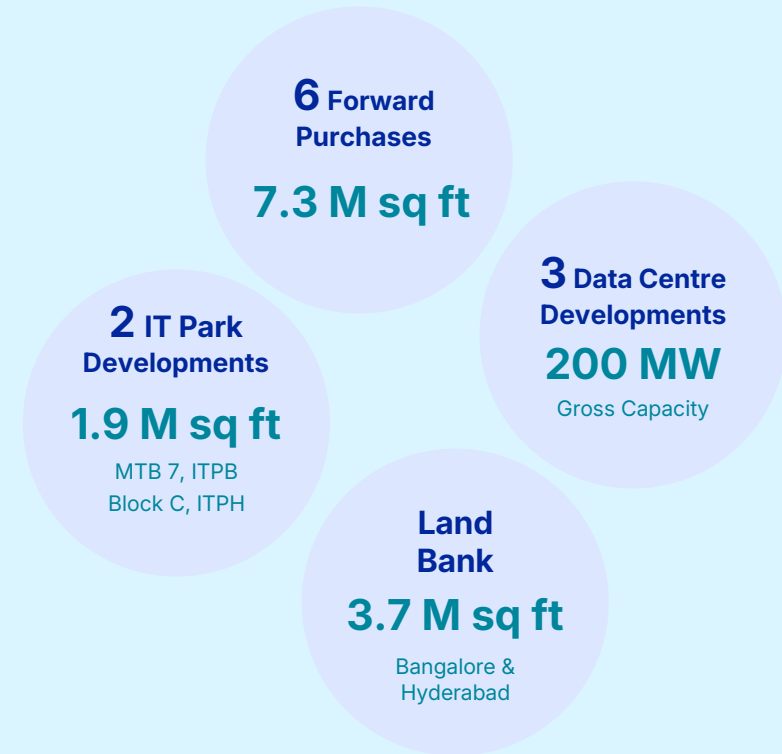 6 Forward
Purchases
7.3 M sq ft
3 Data Centre
Developments
200 MW
Gross Capacity
2 IT Park
Developments
1.9 M sq ft
MTB 7, ITPB
Block C, ITPH
Land
Bank
3.7 M sq ft
Bangalore &
Hyderabad